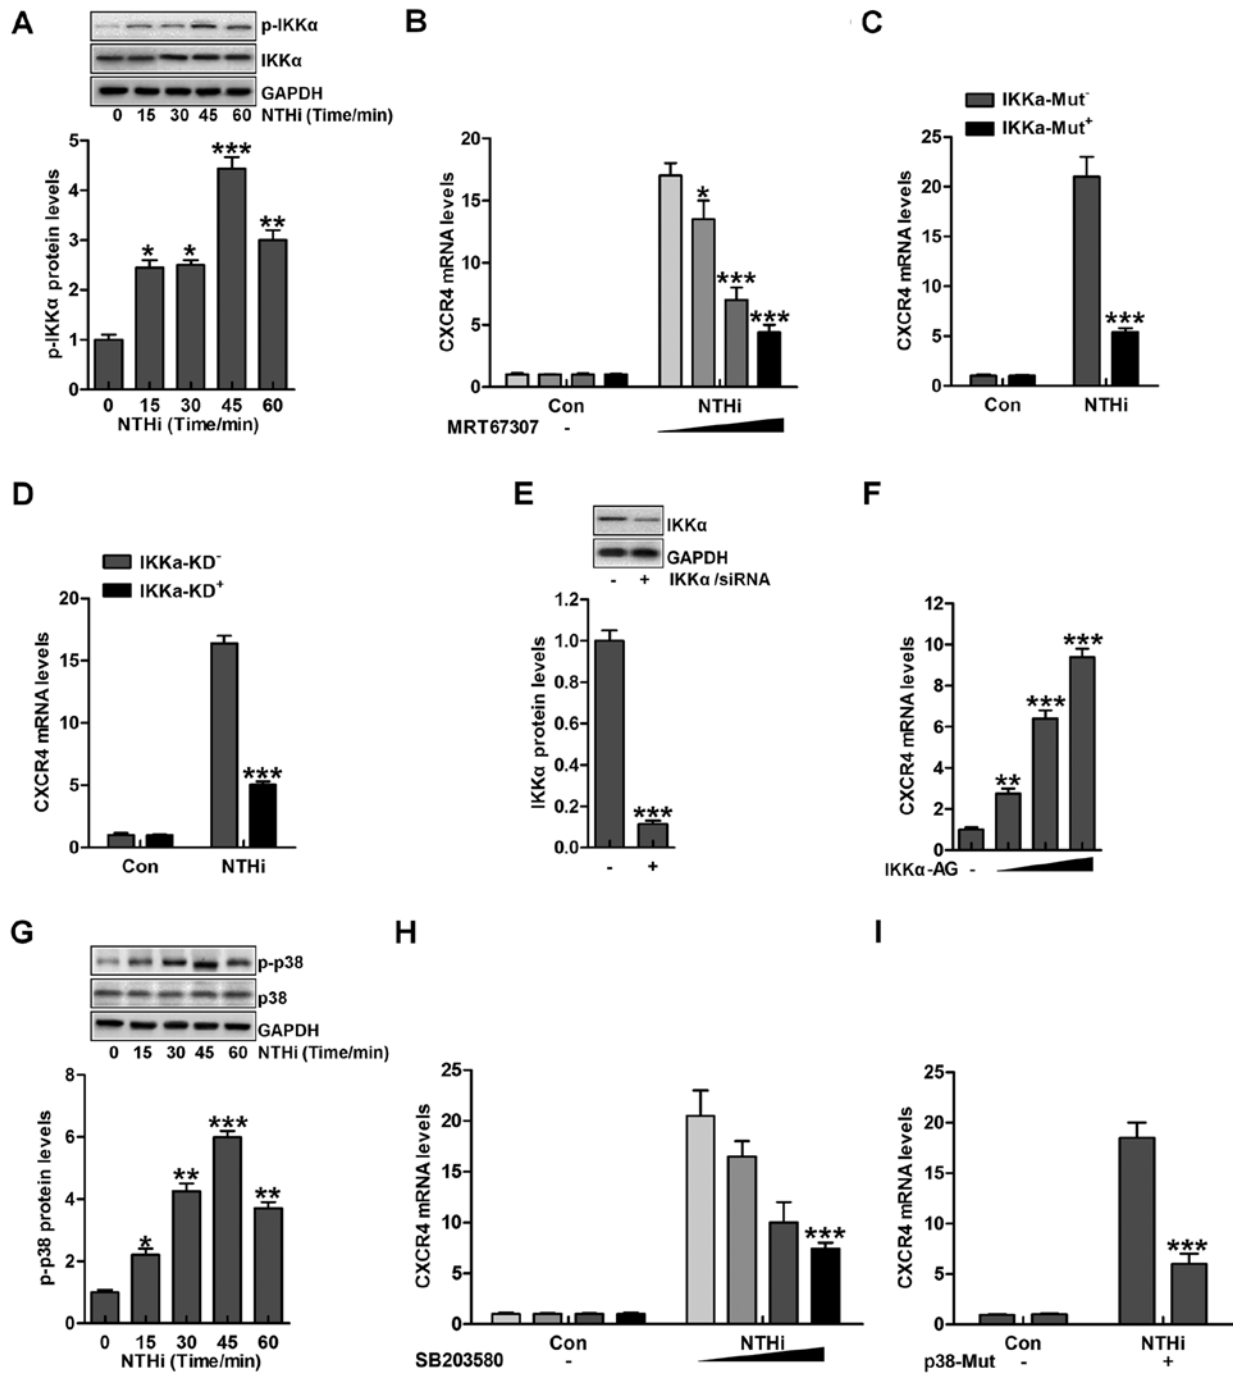 A
p-IKKα
IKKα
GAPDH
0 15 30 45 60 NTHi (Time/min)
p-IKKα protein levels
5
4
3
2
1
0
* * *** **
0 15 30 45 60
NTHi (Time/min)
B
CXCR4 mRNA levels
20
15
10
5
0
* *** ***
Con NTHi
MRT67307 -
C
IKKa-Mut⁻
IKKa-Mut⁺
CXCR4 mRNA levels
25
20
15
10
5
0
***
Con NTHi
D
IKKa-KD⁻
IKKa-KD⁺
CXCR4 mRNA levels
20
15
10
5
0
***
Con NTHi
E
IKKα
GAPDH
- + IKKα /siRNA
IKKα protein levels
1.2
1.0
0.8
0.6
0.4
0.2
0.0
***
- +
F
CXCR4 mRNA levels
12
10
8
6
4
2
0
** *** ***
IKKα-AG -
G
p-p38
p38
GAPDH
0 15 30 45 60 NTHi (Time/min)
p-p38 protein levels
8
6
4
2
0
* ** *** **
0 15 30 45 60
NTHi (Time/min)
H
CXCR4 mRNA levels
25
20
15
10
5
0
***
Con NTHi
SB203580 -
I
CXCR4 mRNA levels
25
20
15
10
5
0
***
Con NTHi
p38-Mut - +